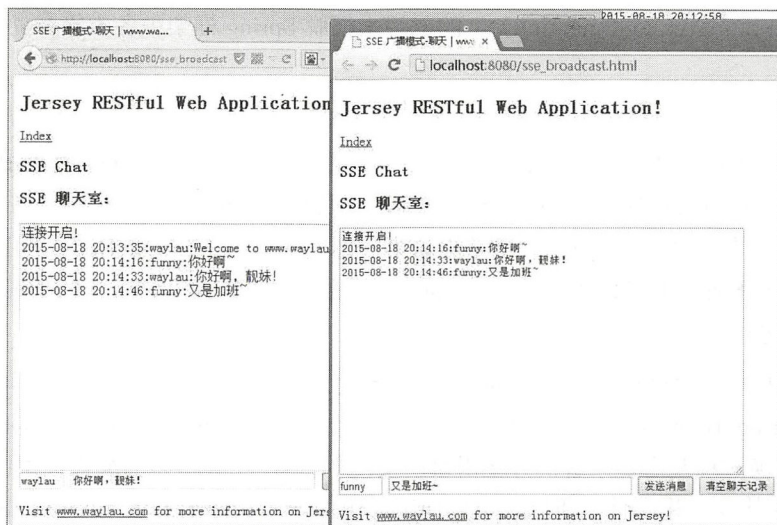 2015-08-18 20:12:58
SSE 广播模式-聊天 | www.wa...
http://localhost:8080/sse_broadcast
Jersey RESTful Web Application
Index
SSE Chat
SSE 聊天室:
连接开启!
2015-08-18 20:13:35:waylau:Welcome to www.waylau
2015-08-18 20:14:16:funny:你好啊~
2015-08-18 20:14:33:waylau:你好啊, 靓妹!
2015-08-18 20:14:46:funny:又是加班~
waylau 你好啊, 靓妹!
Visit www.waylau.com for more information on Jers
SSE 广播模式-聊天 | www
localhost:8080/sse_broadcast.html
Jersey RESTful Web Application!
Index
SSE Chat
SSE 聊天室:
连接开启!
2015-08-18 20:14:16:funny:你好啊~
2015-08-18 20:14:33:waylau:你好啊, 靓妹!
2015-08-18 20:14:46:funny:又是加班~
funny 又是加班~ 发送消息 清空聊天记录
Visit www.waylau.com for more information on Jersey!